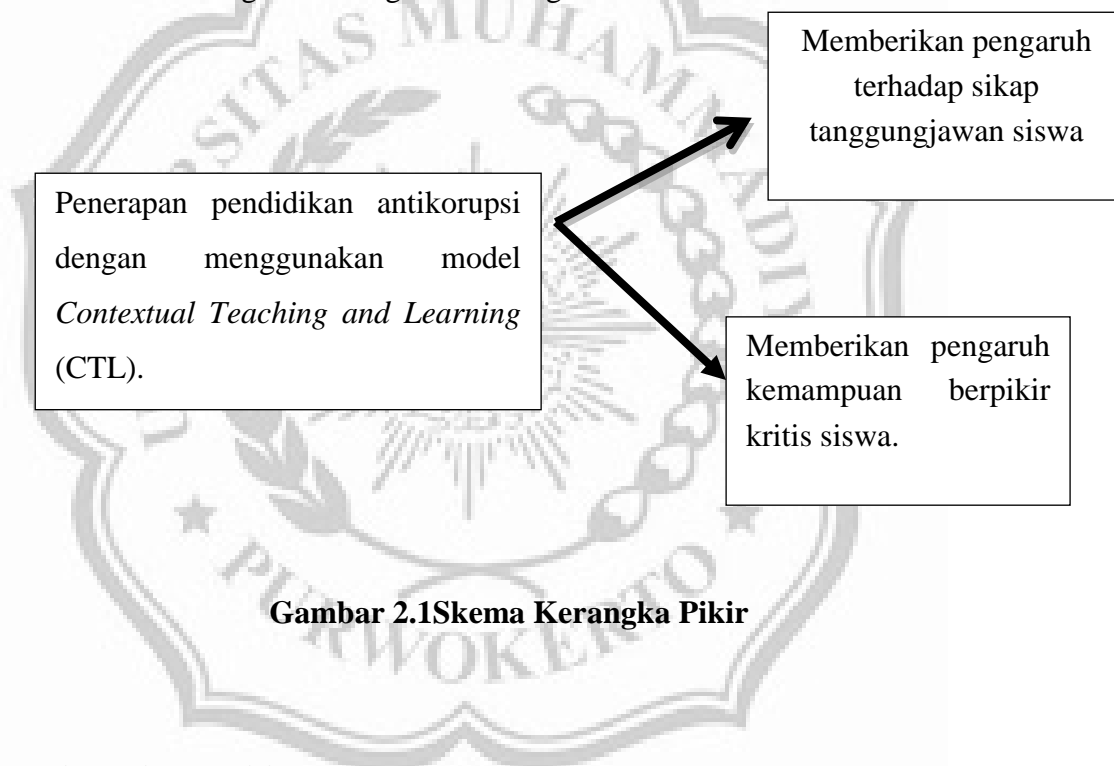 Memberikan pengaruh
terhadap sikap
tanggungjawan siswa
Penerapan pendidikan antikorupsi
dengan menggunakan model
Contextual Teaching and Learning
(CTL).
Memberikan pengaruh
kemampuan berpikir
kritis siswa.
Gambar 2.1Skema Kerangka Pikir
PURWOKERTO